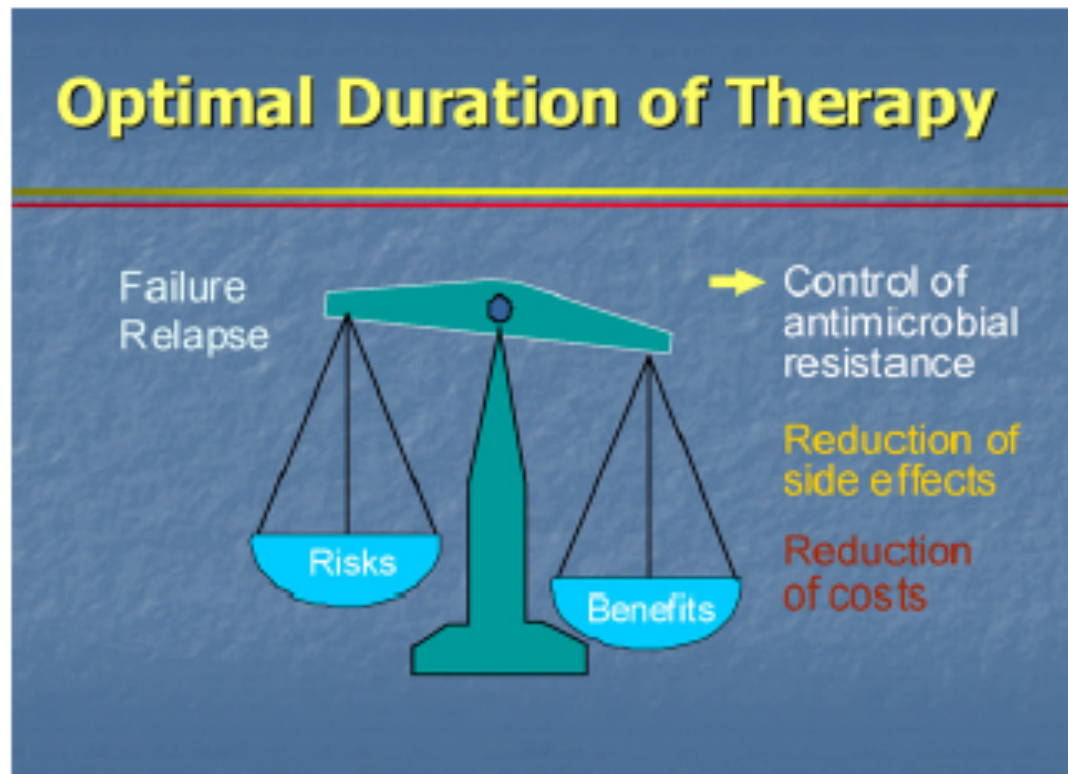 Optimal Duration of Therapy
Failure
Relapse
Control of
antimicrobial
resistance
Reduction of
side effects
Reduction
of costs
Risks
Benefits